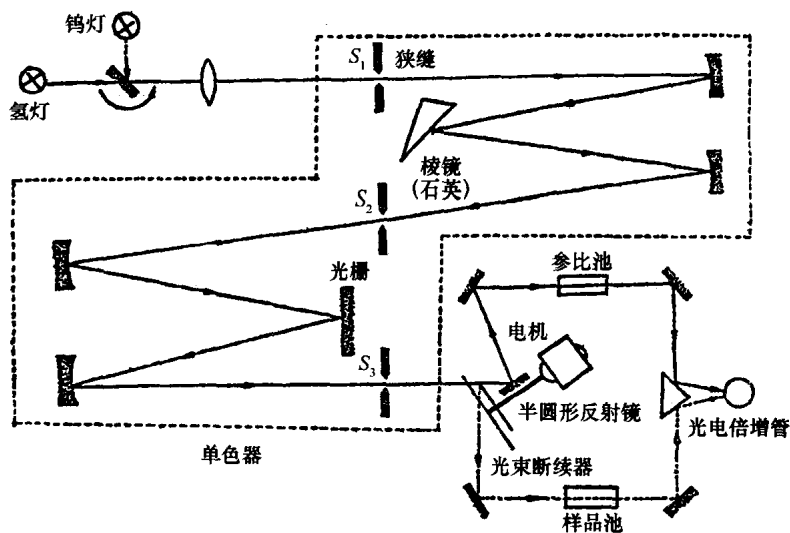 钨灯
氢灯
S₁
狭缝
棱镜
(石英)
S₂
光栅
S₃
单色器
参比池
电机
半圆形反射镜
光电倍增管
光束断续器
样品池